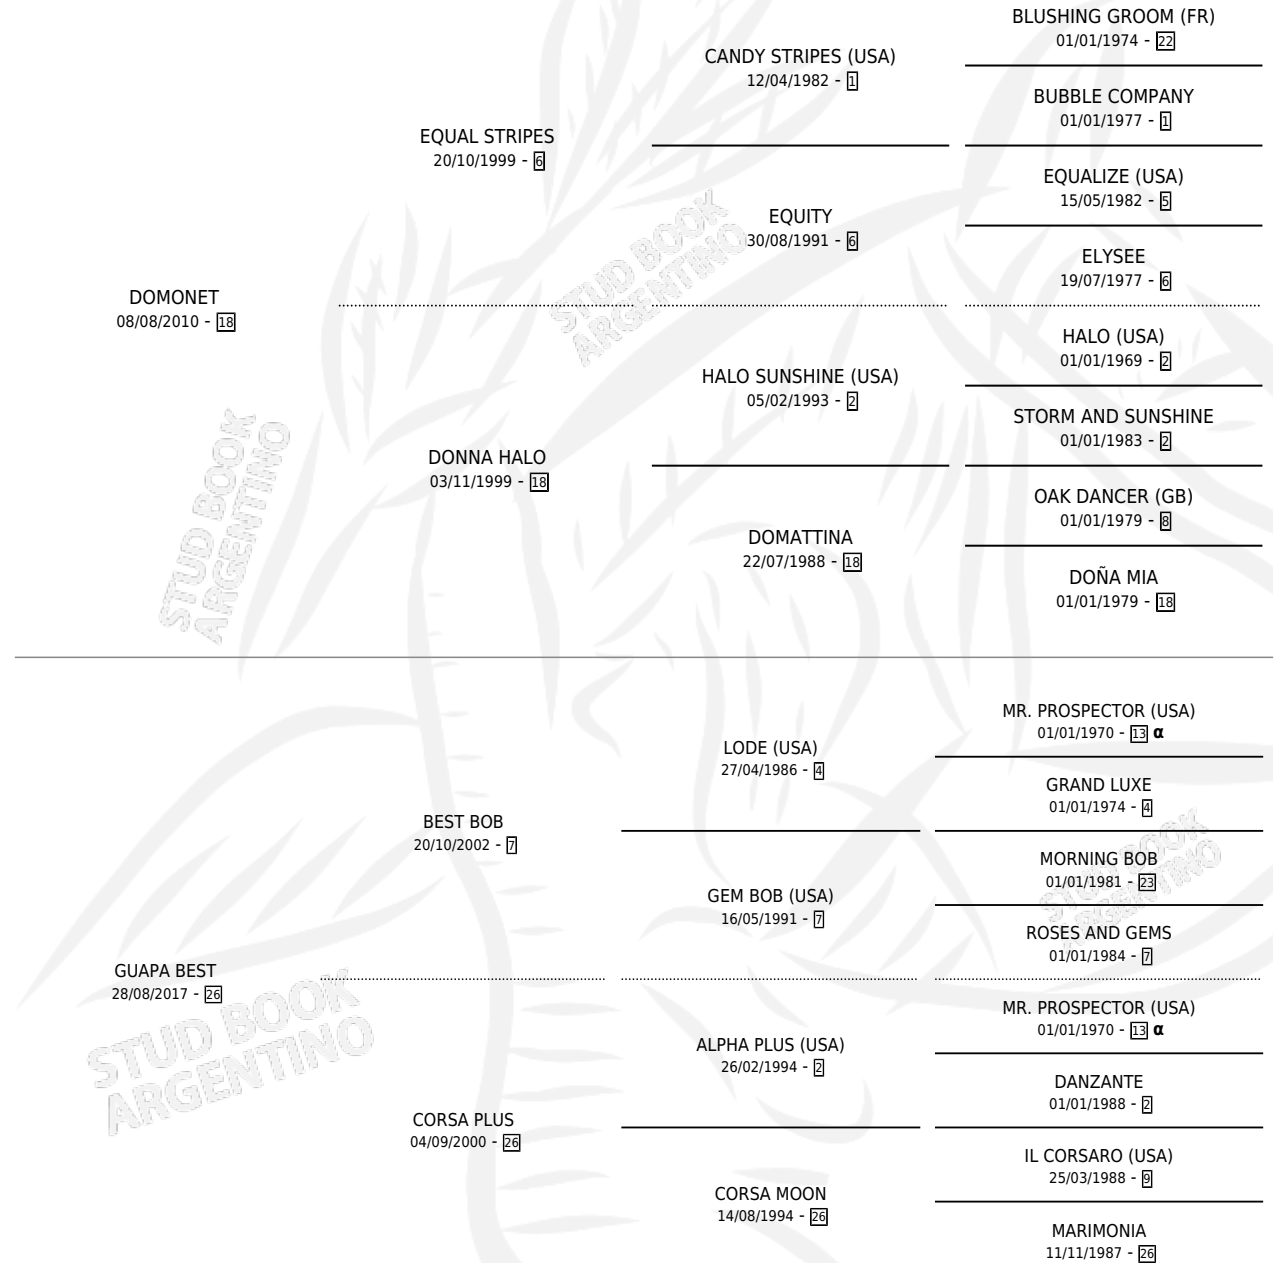 BLUSHING GROOM (FR)
01/01/1974 - 22
CANDY STRIPES (USA)
12/04/1982 - 1
BUBBLE COMPANY
01/01/1977 - 1
EQUAL STRIPES
20/10/1999 - 6
EQUALIZE (USA)
15/05/1982 - 5
EQUITY
30/08/1991 - 6
ELYSEE
19/07/1977 - 6
DOMONET
08/08/2010 - 18
HALO (USA)
01/01/1969 - 2
HALO SUNSHINE (USA)
05/02/1993 - 2
STORM AND SUNSHINE
01/01/1983 - 2
DONNA HALO
03/11/1999 - 18
OAK DANCER (GB)
01/01/1979 - 8
DOMATTINA
22/07/1988 - 18
DOÑA MIA
01/01/1979 - 18
MR. PROSPECTOR (USA)
01/01/1970 - 13 α
LODE (USA)
27/04/1986 - 4
GRAND LUXE
01/01/1974 - 4
BEST BOB
20/10/2002 - 7
MORNING BOB
01/01/1981 - 23
GEM BOB (USA)
16/05/1991 - 7
ROSES AND GEMS
01/01/1984 - 7
GUAPA BEST
28/08/2017 - 26
MR. PROSPECTOR (USA)
01/01/1970 - 13 α
ALPHA PLUS (USA)
26/02/1994 - 2
DANZANTE
01/01/1988 - 2
CORSA PLUS
04/09/2000 - 26
IL CORSARO (USA)
25/03/1988 - 9
CORSA MOON
14/08/1994 - 26
MARIMONIA
11/11/1987 - 26
STUD BOOK
ARGENTINO
STUD BOOK
ARGENTINO
STUD BOOK
ARGENTINO
STUD BOOK
ARGENTINO